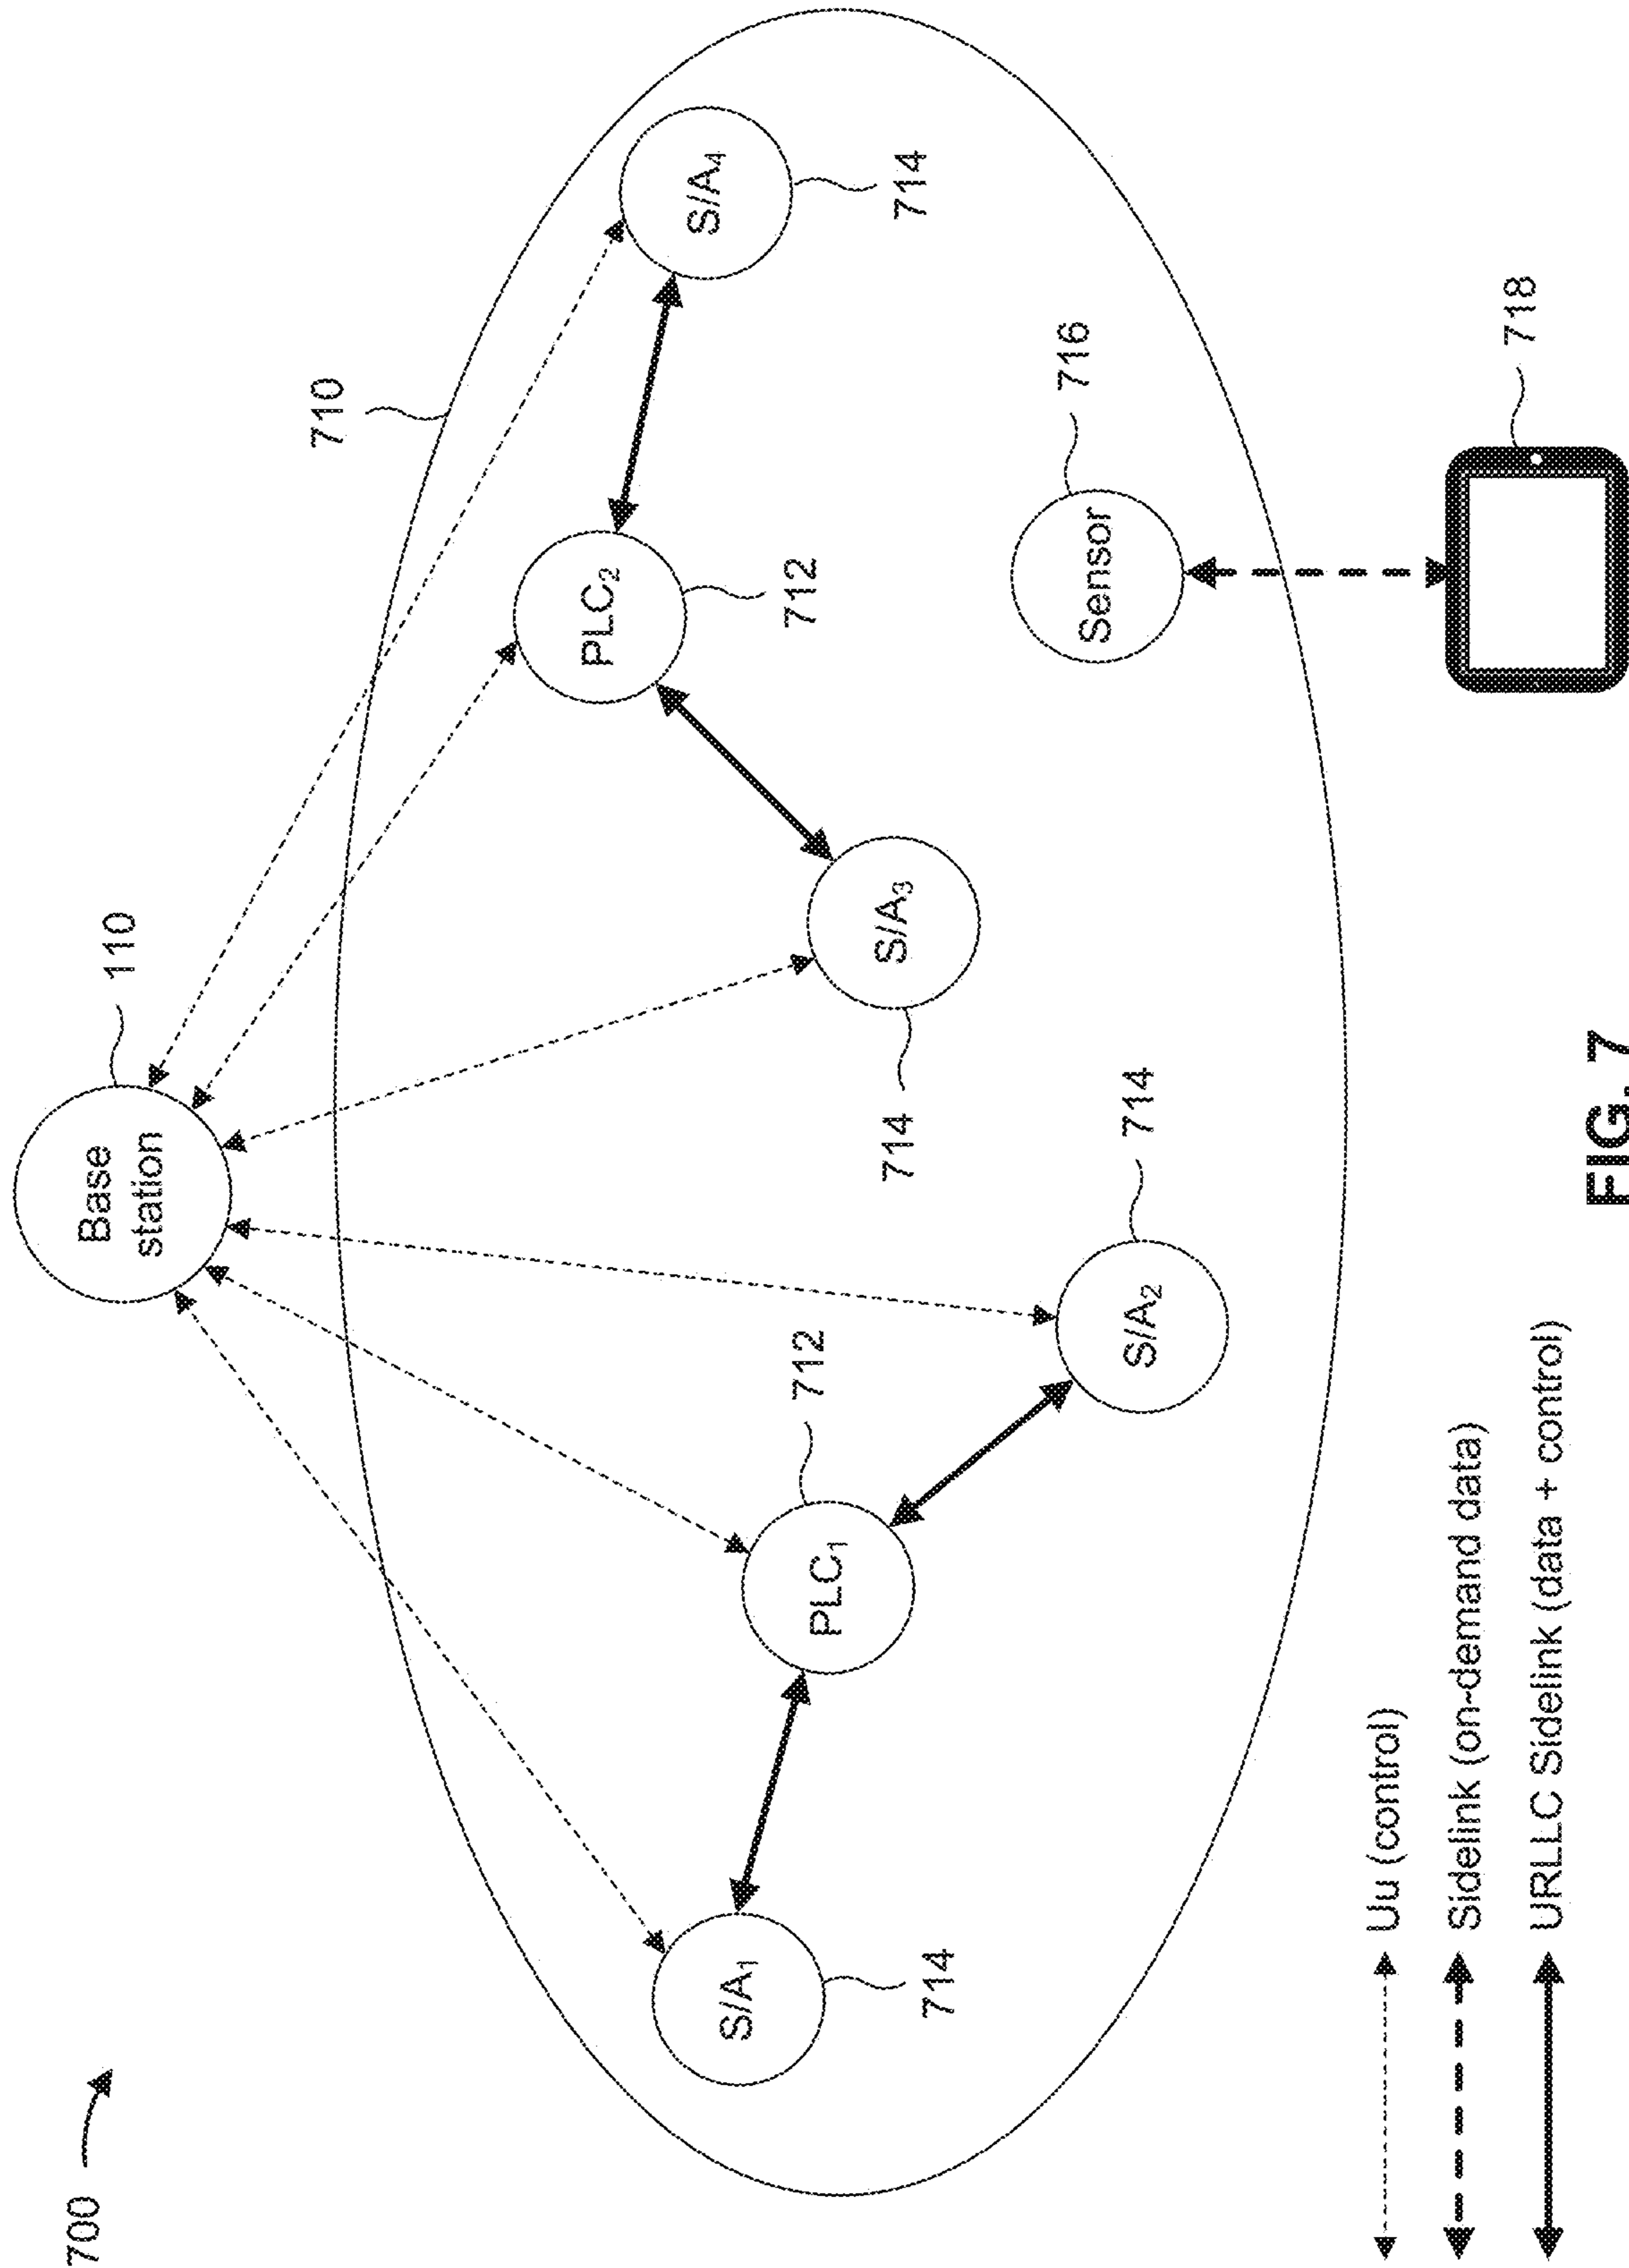 700
Base
station
110
710
S/A₁
714
PLC₁
712
S/A₂
714
S/A₃
714
PLC₂
712
S/A₄
714
Sensor
716
718
Uu (control)
Sidelink (on-demand data)
URLLC Sidelink (data + control)
FIG. 7